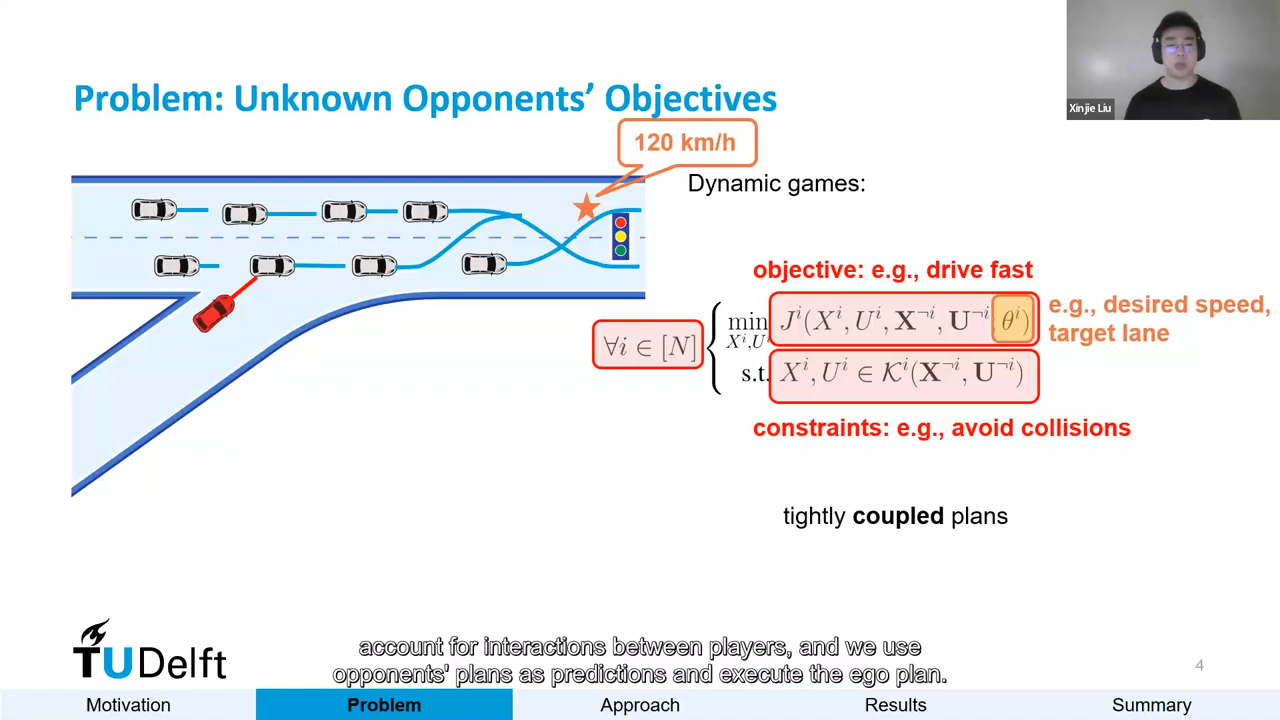 Xinjie Liu
Problem: Unknown Opponents' Objectives
120 km/h
Dynamic games:
objective: e.g., drive fast
∀i ∈ [N]
min X^i,U^i J^i(X^i, U^i, 𝐗^¬i, 𝐔^¬i, θ^i)
s.t. X^i, U^i ∈ 𝒦^i(𝐗^¬i, 𝐔^¬i)
e.g., desired speed,
target lane
constraints: e.g., avoid collisions
tightly coupled plans
account for interactions between players, and we use
opponents' plans as predictions and execute the ego plan.
TUDelft
4
Motivation Problem Approach Results Summary